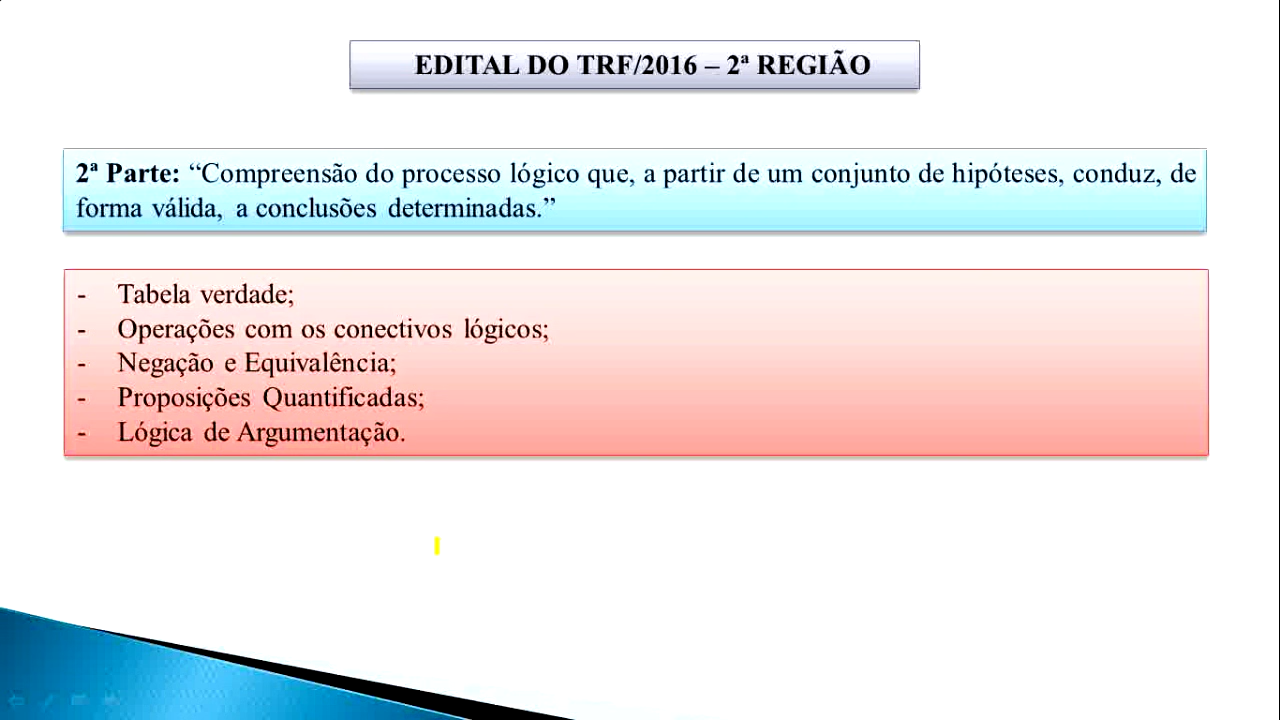 EDITAL DO TRF/2016 – 2ª REGIÃO
2ª Parte: “Compreensão do processo lógico que, a partir de um conjunto de hipóteses, conduz, de
forma válida, a conclusões determinadas.”
- Tabela verdade;
- Operações com os conectivos lógicos;
- Negação e Equivalência;
- Proposições Quantificadas;
- Lógica de Argumentação.